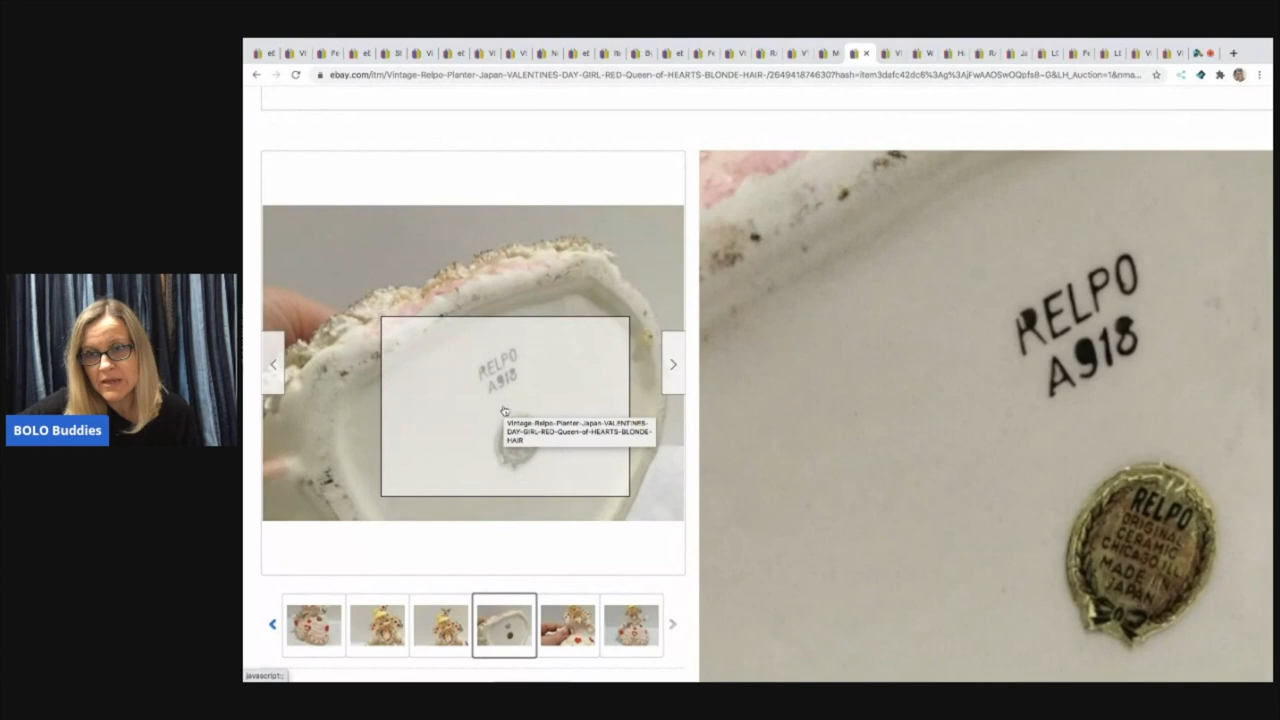 ebay.com/itm/Vintage-Relpo-Planter-Japan-VALENTINES-DAY-GIRL-RED-Queen-of-HEARTS-BLONDE-HAIR-/264941874630?hash=item3dafc42dc6%3Ag%3AjFwAAOSwOQpfs8~G&LH_Auction=1&nma...
RELPO
A918
Vintage-Relpo-Planter-Japan-VALENTINES-
DAY-GIRL-RED-Queen-of-HEARTS-BLONDE-
HAIR
RELPO
A918
RELPO
ORIGINAL
CERAMIC
CHICAGO,ILL
MADE IN
JAPAN
BOLO Buddies
javascript:;